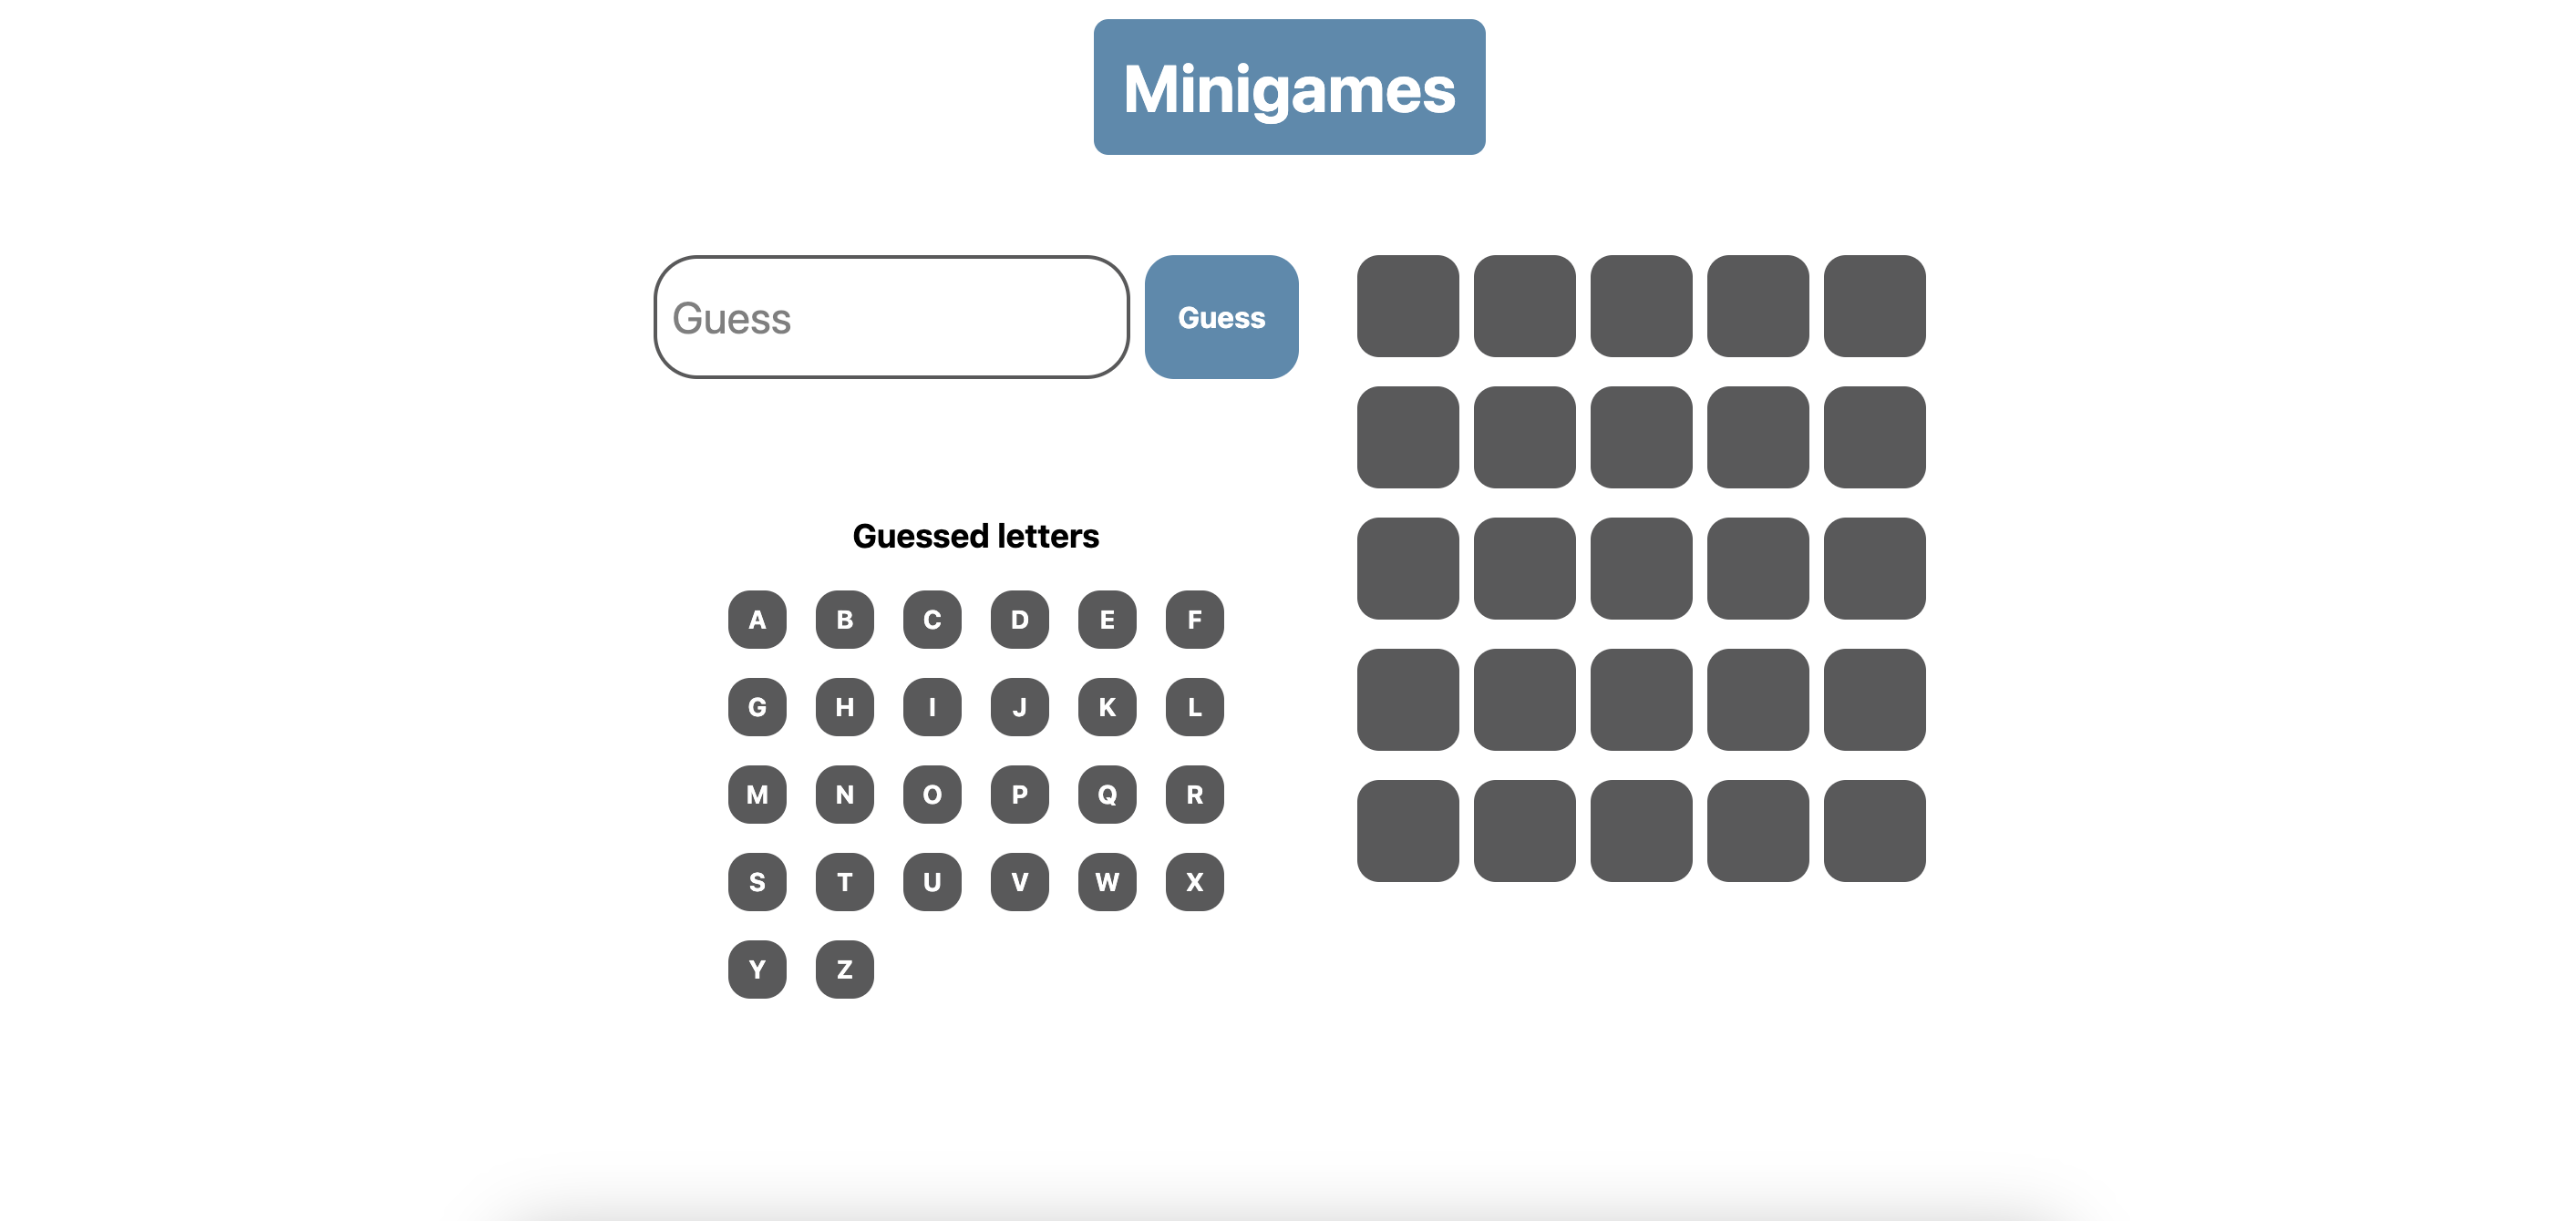 Minigames
Guess
Guess
Guessed letters
A B C D E F
G H I J K L
M N O P Q R
S T U V W X
Y Z